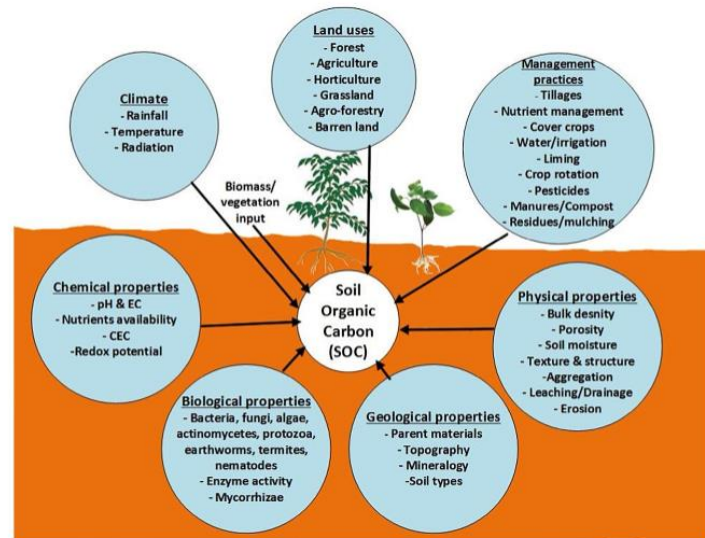 Land uses
- Forest
- Agriculture
- Horticulture
- Grassland
- Agro-forestry
- Barren land
Climate
- Rainfall
- Temperature
- Radiation
Management
practices
- Tillages
- Nutrient management
- Cover crops
- Water/irrigation
- Liming
- Crop rotation
- Pesticides
- Manures/Compost
- Residues/mulching
Biomass/
vegetation
input
Soil
Organic
Carbon
(SOC)
Chemical properties
- pH & EC
- Nutrients availability
- CEC
-Redox potential
Physical properties
- Bulk desnity
- Porosity
- Soil moisture
- Texture & structure
-Aggregation
- Leaching/Drainage
- Erosion
Biological properties
- Bacteria, fungi, algae,
actinomycetes, protozoa,
earthworms, termites,
nematodes
- Enzyme activity
- Mycorrhizae
Geological properties
- Parent materials
- Topography
- Mineralogy
-Soil types